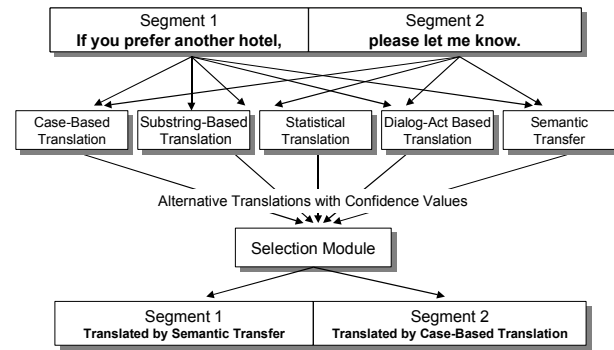 Segment 1
If you prefer another hotel,
Segment 2
please let me know.
Case-Based
Translation
Substring-Based
Translation
Statistical
Translation
Dialog-Act Based
Translation
Semantic
Transfer
Alternative Translations with Confidence Values
Selection Module
Segment 1
Translated by Semantic Transfer
Segment 2
Translated by Case-Based Translation